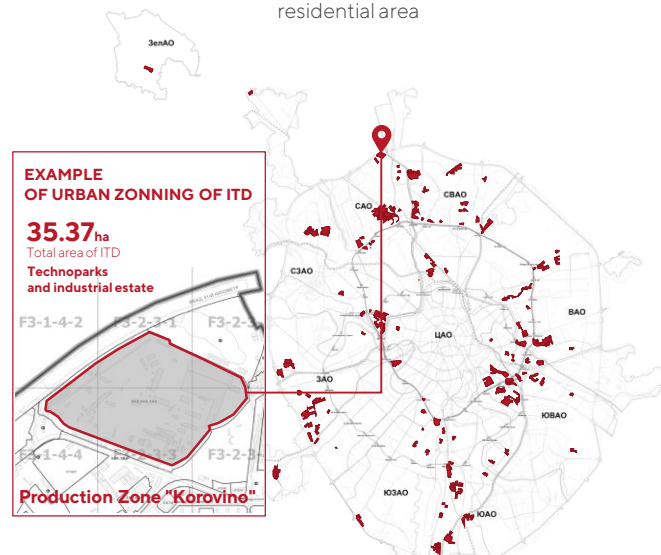 residential area
ЗелАО
EXAMPLE
OF URBAN ZONNING OF ITD
35.37 ha
Total area of ITD
Technoparks
and industrial estate
F3-1-4-2
F3-2-3-1
F3-2-3
F3-1-4-4
F3-2-3-3
F3-2-3-
Production Zone "Korovino"
САО
СВАО
СЗАО
ВАО
ЦАО
ЗАО
ЮВАО
ЮЗАО
ЮАО